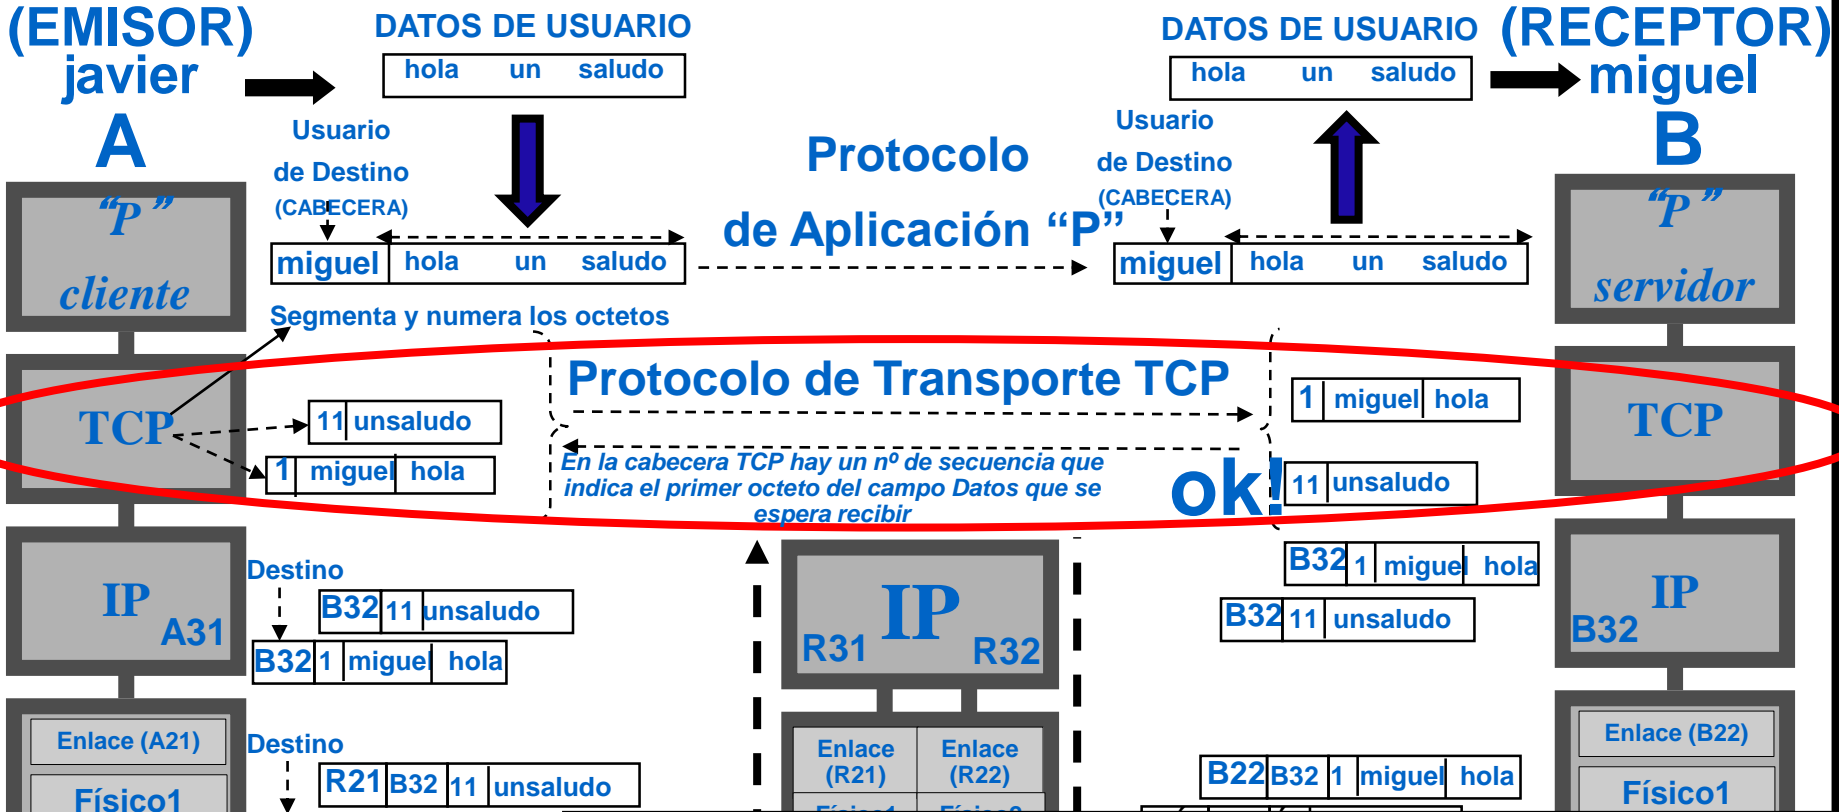 (EMISOR)
javier
A
DATOS DE USUARIO
hola un saludo
DATOS DE USUARIO
hola un saludo
(RECEPTOR)
miguel
B
Usuario
de Destino
(CABECERA)
miguel hola un saludo
Protocolo
de Aplicación “P”
Usuario
de Destino
(CABECERA)
miguel hola un saludo
“P”
cliente
“P”
servidor
Segmenta y numera los octetos
Protocolo de Transporte TCP
TCP
11 unsaludo
1 miguel hola
En la cabecera TCP hay un nº de secuencia que
indica el primer octeto del campo Datos que se
espera recibir
ok!
1 miguel hola
11 unsaludo
TCP
IP
A31
Destino
B32 11 unsaludo
B32 1 miguel hola
IP
R31 R32
B32 1 miguel hola
B32 11 unsaludo
IP
B32
Enlace (A21)
Físico1
Destino
R21 B32 11 unsaludo
Enlace
(R21)
Enlace
(R22)
Físico1 Físico2
B22 B32 1 miguel hola
Enlace (B22)
Físico1